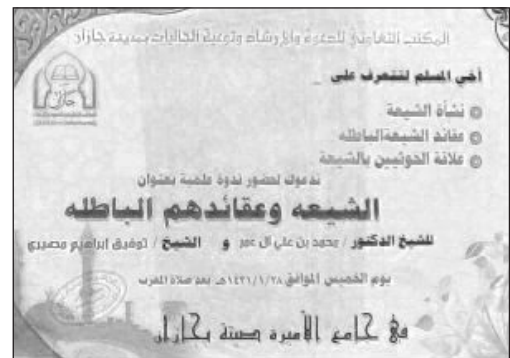 المكتب التعاوني للدعوة والإرشاد وتوعية الجاليات بمدينة جازان
أخي المسلم لتتعرف على
نشأة الشيعة
عقائد الشيعة الباطله
علاقة الحوثيين بالشيعة
ندعوك لحضور ندوة علمية بعنوان
الشيعه وعقائدهم الباطله
للشيخ الدكتور / محمد بن علي آل عمر و الشيخ / توفيق ابراهيم مصيري
يوم الخميس الموافق ١٤٣١/١/٢٨هـ بعد صلاة المغرب
في جامع الأميرة صيتة بجازان